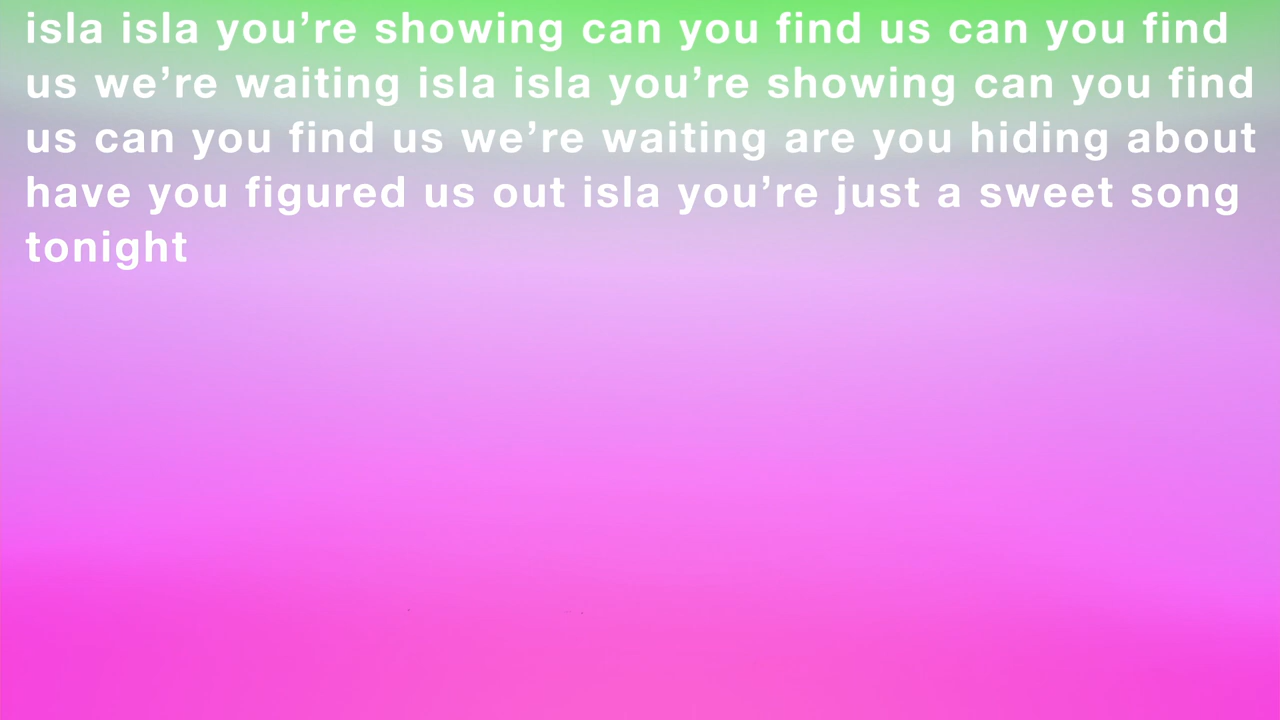 isla isla you’re showing can you find us can you find
us we’re waiting isla isla you’re showing can you find
us can you find us we’re waiting are you hiding about
have you figured us out isla you’re just a sweet song
tonight